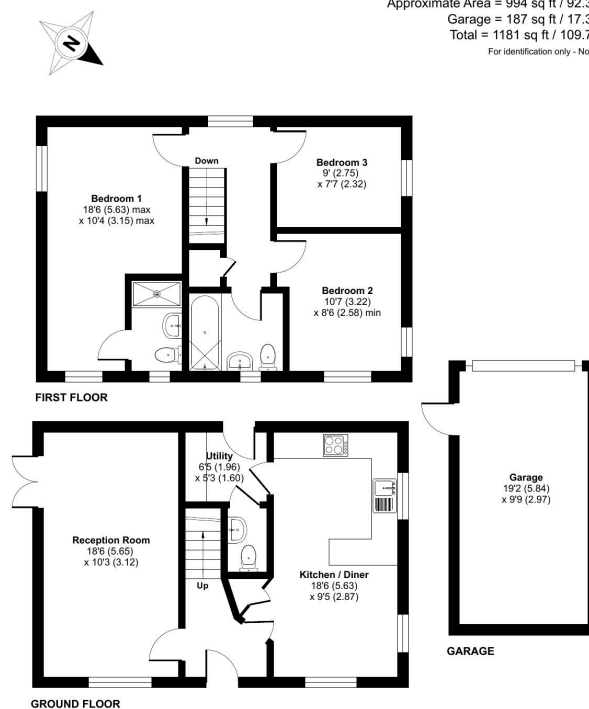 Approximate Area = 994 sq ft / 92.3
Garage = 187 sq ft / 17.3
Total = 1181 sq ft / 109.7
For identification only - No
N
Down
Bedroom 1
18'6 (5.63) max
x 10'4 (3.15) max
Bedroom 3
9' (2.75)
x 7'7 (2.32)
Bedroom 2
10'7 (3.22)
x 8'6 (2.58) min
FIRST FLOOR
Utility
6'5 (1.96)
x 5'3 (1.60)
Reception Room
18'6 (5.65)
x 10'3 (3.12)
Up
Kitchen / Diner
18'6 (5.63)
x 9'5 (2.87)
GROUND FLOOR
Garage
19'2 (5.84)
x 9'9 (2.97)
GARAGE